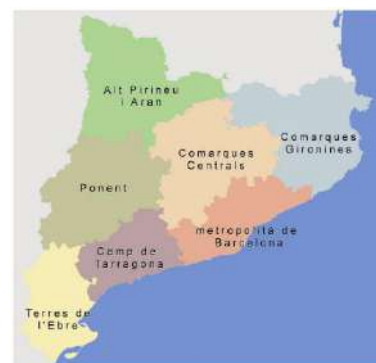 Alt Pirineu
i Aran
Comarques
Gironines
Comarques
Centrals
Ponent
metropolità de
Barcelona
Camp de
Tarragona
Terres de
l'Ebre